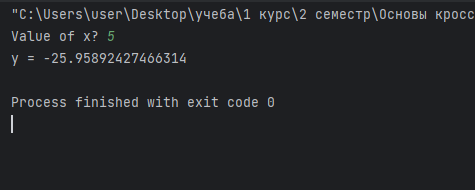 "C:\Users\user\Desktop\учеба\1 курс\2 семестр\Основы кросс
Value of x? 5
y = -25.95892427466314
Process finished with exit code 0